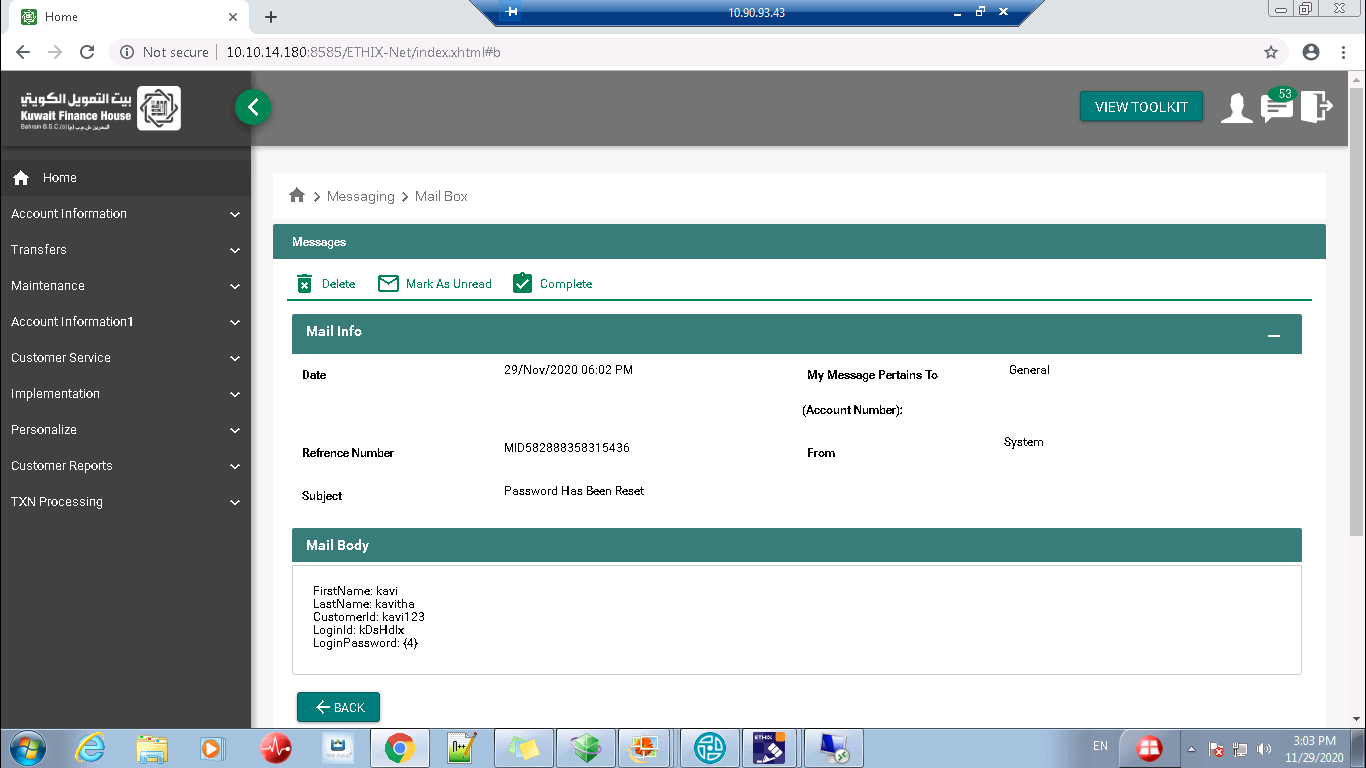 Home
10.90.93.43
Not secure
10.10.14.180:8585/ETHIX-Net/index.xhtml#b
بيت التمويل الكويتي
Kuwait Finance House
VIEW TOOLKIT
53
Home
Account Information
Transfers
Maintenance
Account Information1
Customer Service
Implementation
Personalize
Customer Reports
TXN Processing
Messaging
Mail Box
Messages
Delete
Mark As Unread
Complete
Mail Info
Date
29/Nov/2020 06:02 PM
My Message Pertains To
General
(Account Number):
Refrence Number
MID582888358315436
From
System
Subject
Password Has Been Reset
Mail Body
FirstName: kavi
LastName: kavitha
CustomerId: kavi123
LoginId: kDsHdlx
LoginPassword: {4}
BACK
ETHIX
EN
3:03 PM
11/29/2020